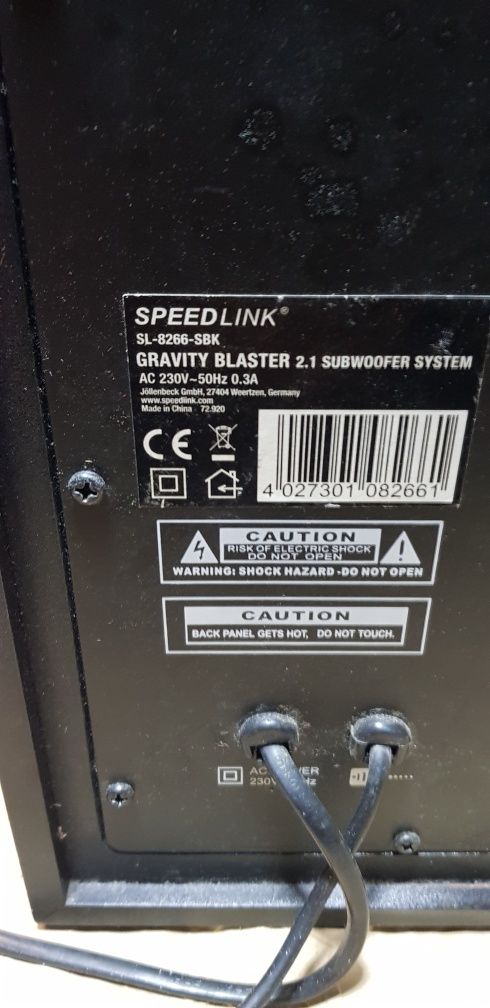 SPEEDLINK®
SL-8266-SBK
GRAVITY BLASTER 2.1 SUBWOOFER SYSTEM
AC 230V~50Hz 0.3A
Jöllenbeck GmbH, 27404 Weertzen, Germany
www.speedlink.com
Made in China 72.920
CE
4 027301 082661
CAUTION
RISK OF ELECTRIC SHOCK
DO NOT OPEN
WARNING: SHOCK HAZARD -DO NOT OPEN
CAUTION
BACK PANEL GETS HOT, DO NOT TOUCH.